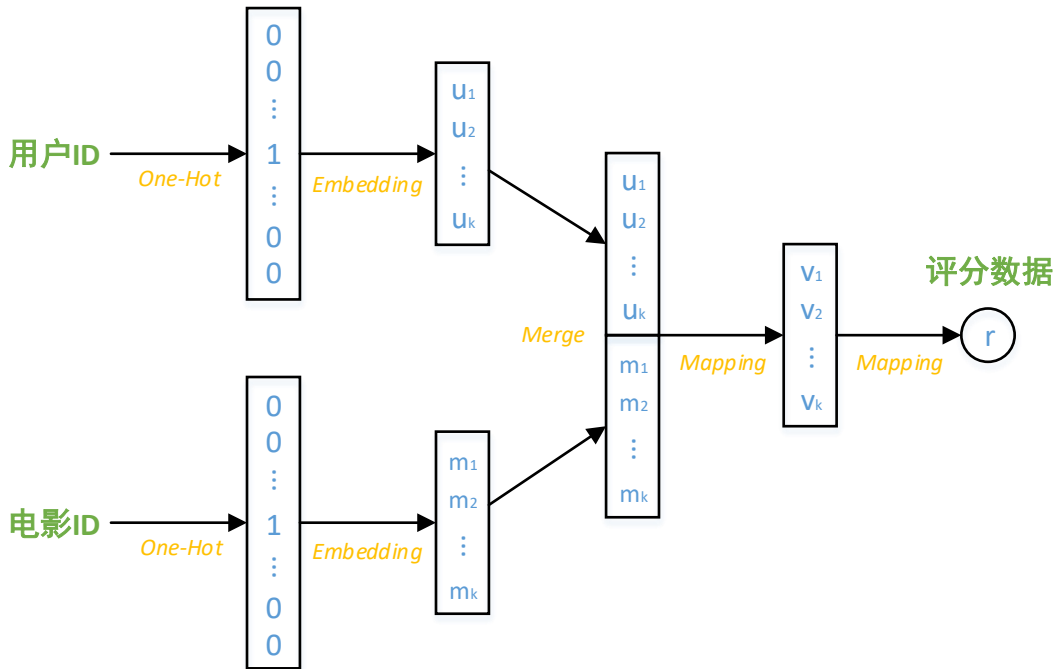 用户ID
One-Hot
0
0
⋮
1
⋮
0
0
Embedding
u1
u2
⋮
uk
电影ID
One-Hot
0
0
⋮
1
⋮
0
0
Embedding
m1
m2
⋮
mk
Merge
u1
u2
⋮
uk
m1
m2
⋮
mk
Mapping
v1
v2
⋮
vk
Mapping
评分数据
r